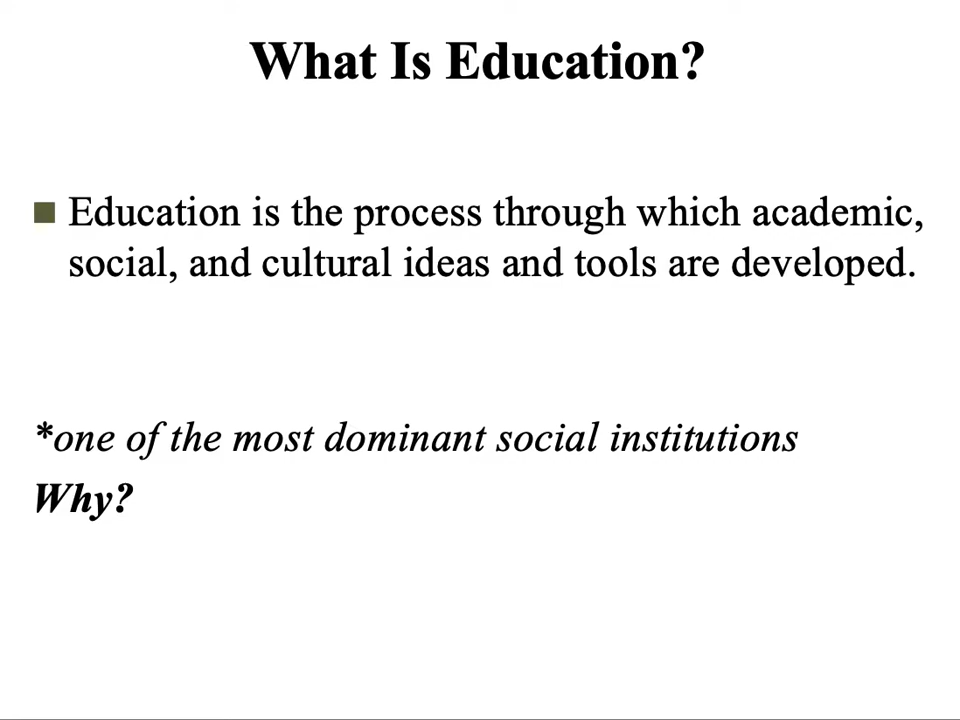 What Is Education?
Education is the process through which academic,
social, and cultural ideas and tools are developed.
*one of the most dominant social institutions
Why?